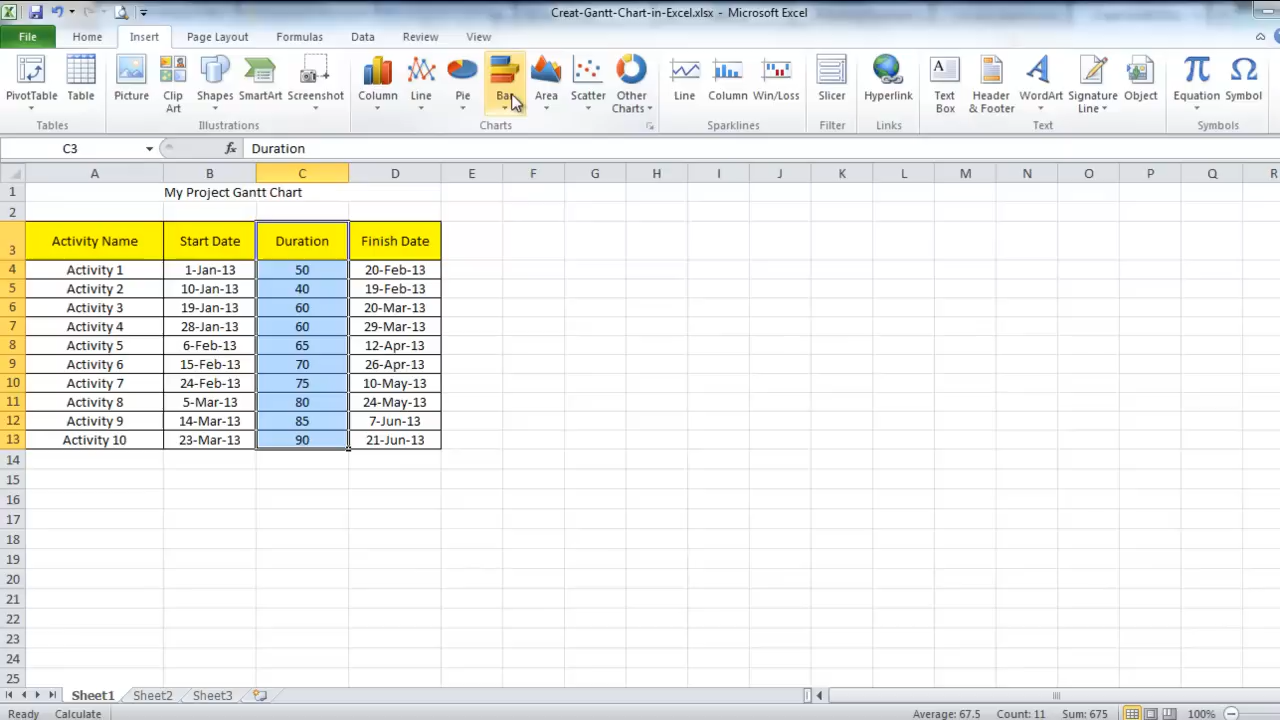 Creat-Gantt-Chart-in-Excel.xlsx - Microsoft Excel
File Home Insert Page Layout Formulas Data Review View
PivotTable Table Picture Clip Art Shapes SmartArt Screenshot Column Line Pie Bar Area Scatter Other Charts Line Column Win/Loss Slicer Hyperlink Text Box Header & Footer WordArt Signature Line Object Equation Symbol
Tables Illustrations Charts Sparklines Filter Links Text Symbols
C3 fx Duration
A B C D E F G H I J K L M N O P Q R
1 My Project Gantt Chart
2
3 Activity Name Start Date Duration Finish Date
4 Activity 1 1-Jan-13 50 20-Feb-13
5 Activity 2 10-Jan-13 40 19-Feb-13
6 Activity 3 19-Jan-13 60 20-Mar-13
7 Activity 4 28-Jan-13 60 29-Mar-13
8 Activity 5 6-Feb-13 65 12-Apr-13
9 Activity 6 15-Feb-13 70 26-Apr-13
10 Activity 7 24-Feb-13 75 10-May-13
11 Activity 8 5-Mar-13 80 24-May-13
12 Activity 9 14-Mar-13 85 7-Jun-13
13 Activity 10 23-Mar-13 90 21-Jun-13
14
15
16
17
18
19
20
21
22
23
24
25
Sheet1 Sheet2 Sheet3
Ready Calculate Average: 67.5 Count: 11 Sum: 675 100%